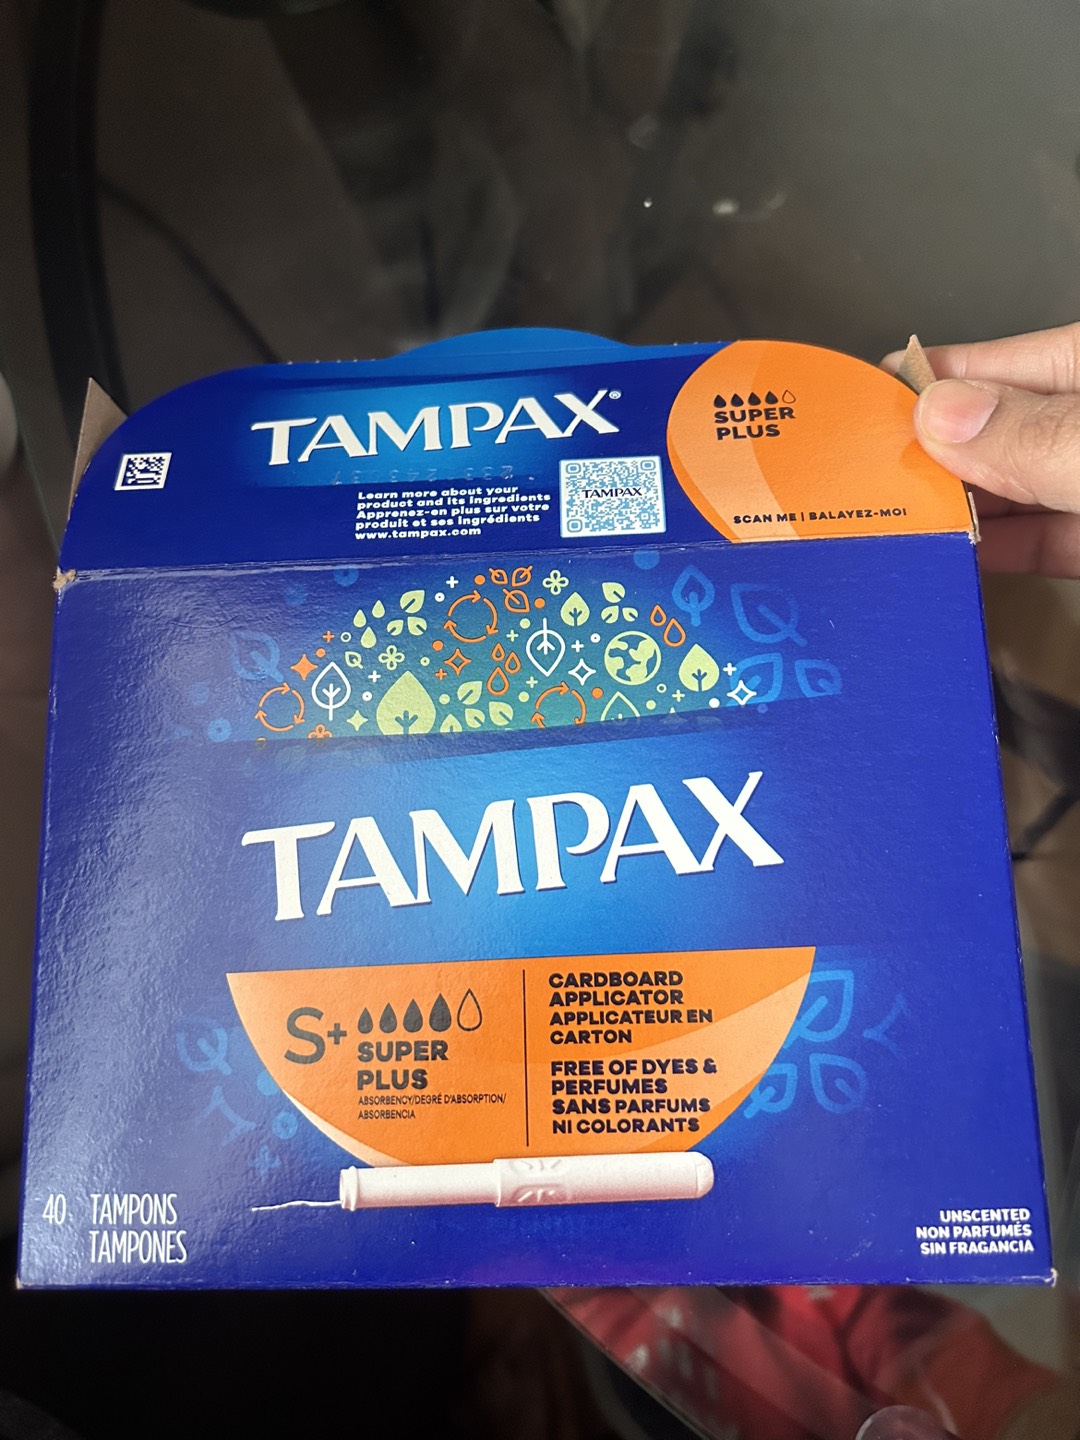 TAMPAX®
SUPER
PLUS
Learn more about your
product and its ingredients
Apprenez-en plus sur votre
produit et ses ingrédients
www.tampax.com
TAMPAX
SCAN ME | BALAYEZ-MOI
TAMPAX
S+
SUPER
PLUS
ABSORBENCY/DEGRÉ D'ABSORPTION/
ABSORBENCIA
CARDBOARD
APPLICATOR
APPLICATEUR EN
CARTON
FREE OF DYES &
PERFUMES
SANS PARFUMS
NI COLORANTS
40 TAMPONS
TAMPONES
UNSCENTED
NON PARFUMÉS
SIN FRAGANCIA